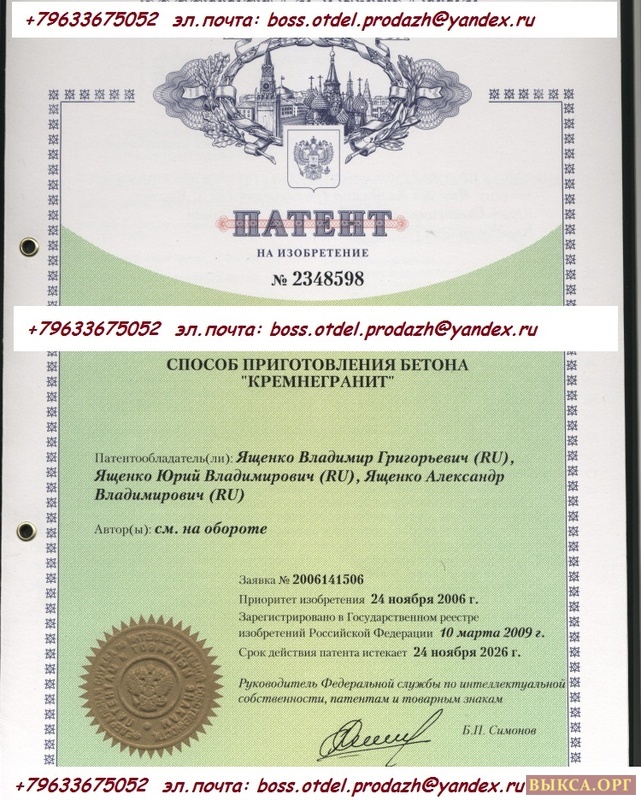 +79633675052 эл.почта: boss.otdel.prodazh@yandex.ru
ПАТЕНТ
НА ИЗОБРЕТЕНИЕ
№ 2348598
+79633675052 эл.почта: boss.otdel.prodazh@yandex.ru
СПОСОБ ПРИГОТОВЛЕНИЯ БЕТОНА
"КРЕМНЕГРАНИТ"
Патентообладатель(ли): Ященко Владимир Григорьевич (RU),
Ященко Юрий Владимирович (RU), Ященко Александр
Владимирович (RU)
Автор(ы): см. на обороте
Заявка № 2006141506
Приоритет изобретения 24 ноября 2006 г.
Зарегистрировано в Государственном реестре
изобретений Российской Федерации 10 марта 2009 г.
Срок действия патента истекает 24 ноября 2026 г.
Руководитель Федеральной службы по интеллектуальной
собственности, патентам и товарным знакам
Б.П. Симонов
+79633675052 эл.почта: boss.otdel.prodazh@yandex.ru
ВЫКСА.ОРГ